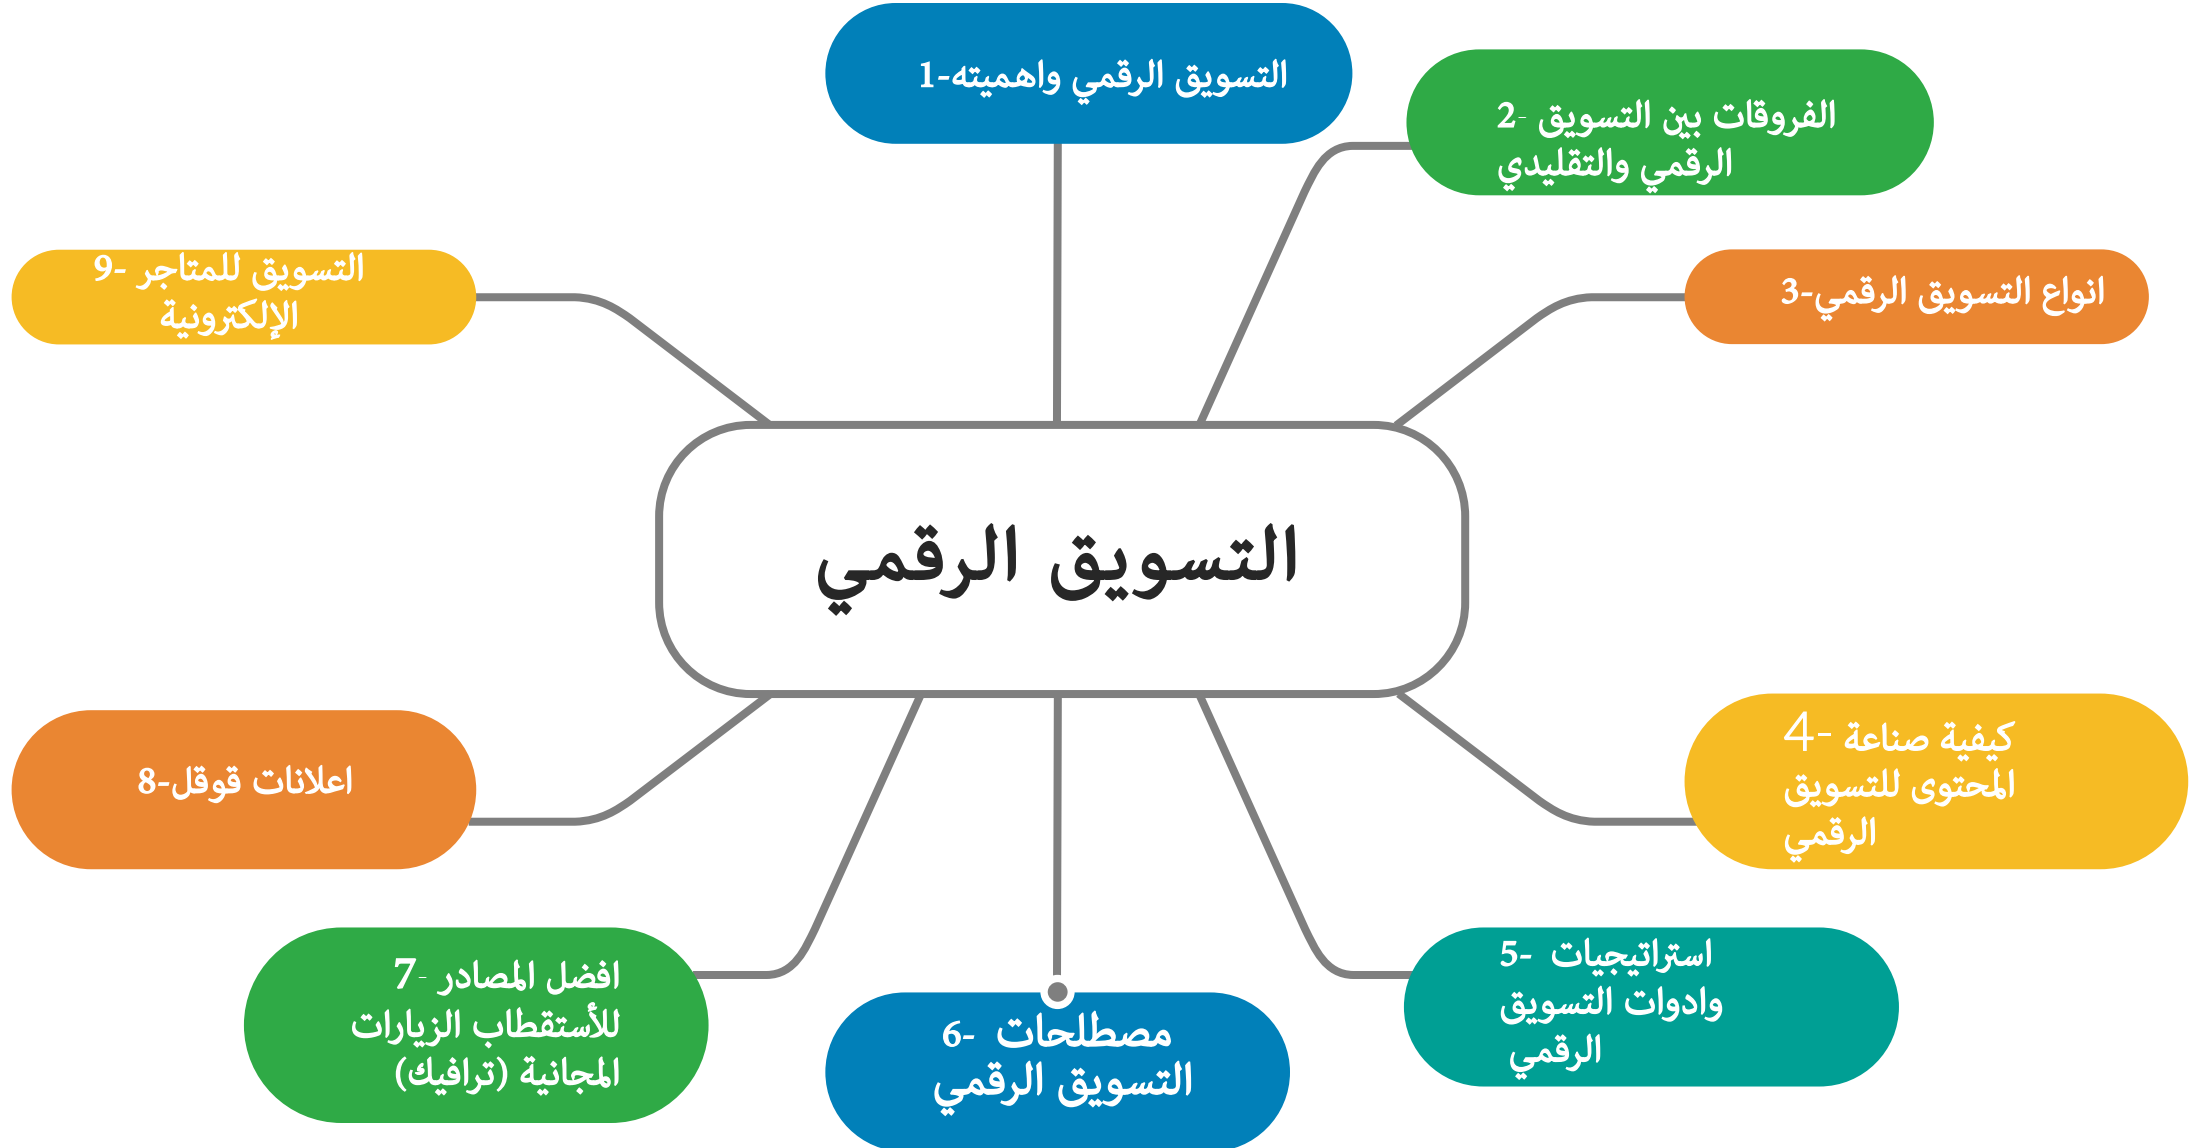 1-التسويق الرقمي واهميته
2- الفروقات بين التسويق
الرقمي والتقليدي
3-انواع التسويق الرقمي
التسويق الرقمي
4- كيفية صناعة
المحتوى للتسويق
الرقمي
5- استراتيجيات
وادوات التسويق
الرقمي
6- مصطلحات
التسويق الرقمي
7- افضل المصادر
للأستقطاب الزيارات
المجانية (ترافيك)
8-اعلانات قوقل
9- التسويق للمتاجر
الإلكترونية